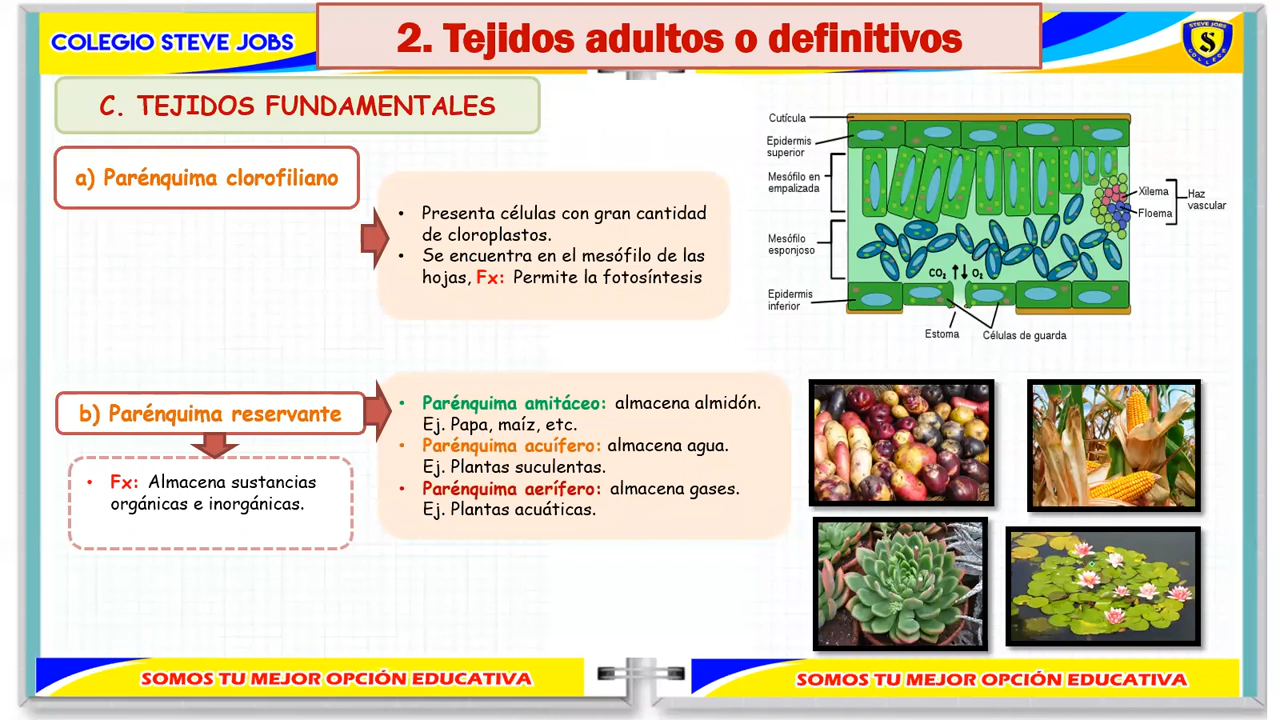 COLEGIO STEVE JOBS
2. Tejidos adultos o definitivos
STEVE JOBS
S
COLLEGE
C. TEJIDOS FUNDAMENTALES
a) Parénquima clorofiliano
• Presenta células con gran cantidad
de cloroplastos.
• Se encuentra en el mesófilo de las
hojas, Fx: Permite la fotosíntesis
Cutícula
Epidermis
superior
Mesófilo en
empalizada
Mesófilo
esponjoso
Epidermis
inferior
Xilema
Floema
Haz
vascular
CO₂ O₂
Estoma
Células de guarda
b) Parénquima reservante
• Fx: Almacena sustancias
orgánicas e inorgánicas.
• Parénquima amitáceo: almacena almidón.
Ej. Papa, maíz, etc.
• Parénquima acuífero: almacena agua.
Ej. Plantas suculentas.
• Parénquima aerífero: almacena gases.
Ej. Plantas acuáticas.
SOMOS TU MEJOR OPCIÓN EDUCATIVA
SOMOS TU MEJOR OPCIÓN EDUCATIVA